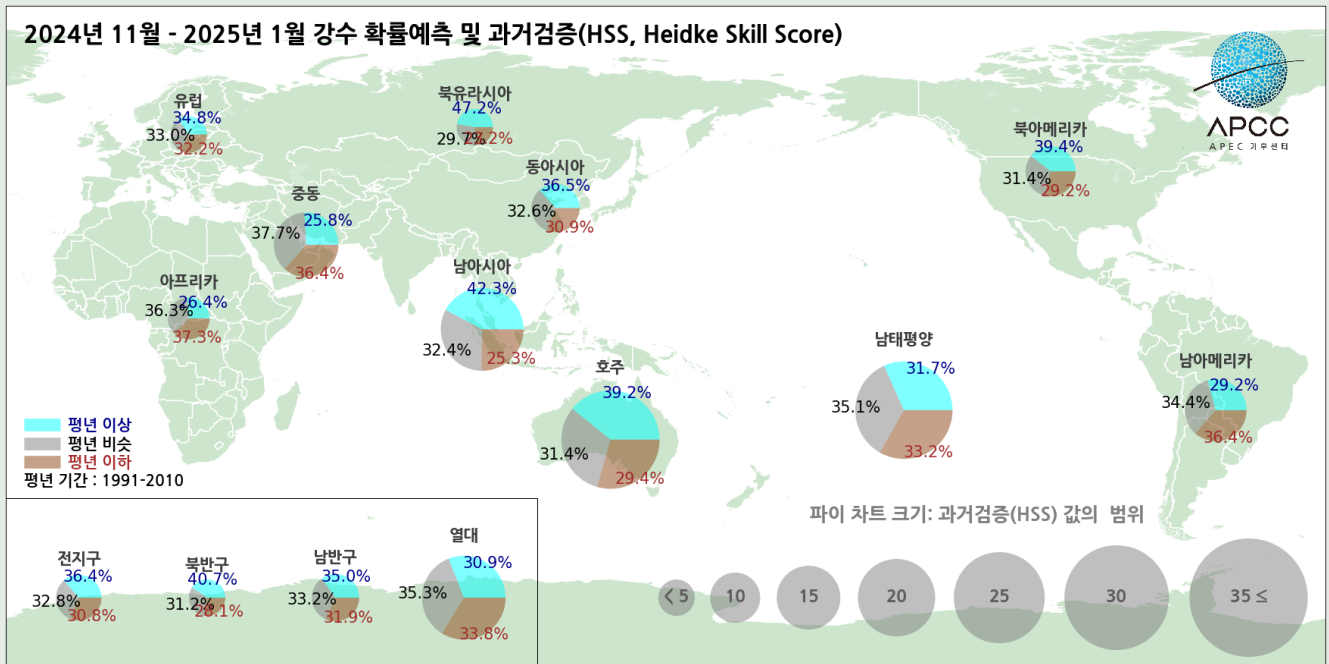 2024년 11월 - 2025년 1월 강수 확률예측 및 과거검증(HSS, Heidke Skill Score)
APCC
APEC 기후센터
유럽
34.8%
33.0%
32.2%
북유라시아
47.2%
29.7%
23.2%
동아시아
36.5%
32.6%
30.9%
북아메리카
39.4%
31.4%
29.2%
중동
25.8%
37.7%
36.4%
아프리카
26.4%
36.3%
37.3%
남아시아
42.3%
32.4%
25.3%
호주
39.2%
31.4%
29.4%
남태평양
31.7%
35.1%
33.2%
남아메리카
29.2%
34.4%
36.4%
평년 이상
평년 비슷
평년 이하
평년 기간 : 1991-2010
전지구
36.4%
32.8%
30.8%
북반구
40.7%
31.2%
28.1%
남반구
35.0%
33.2%
31.9%
열대
30.9%
35.3%
33.8%
파이 차트 크기: 과거검증(HSS) 값의 범위
< 5 10 15 20 25 30 35 ≤